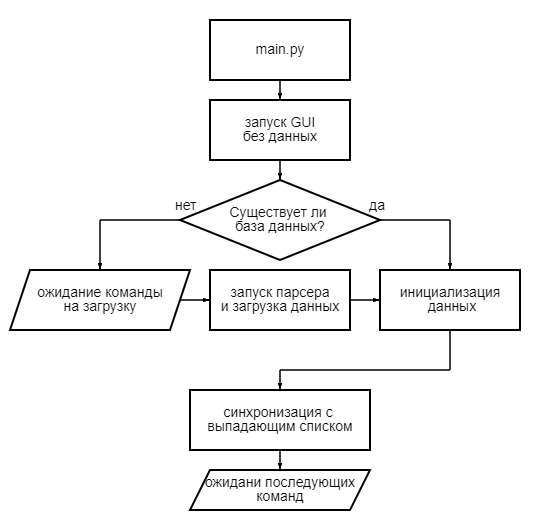 main.py
запуск GUI
без данных
нет
да
Существует ли
база данных?
ожидание команды
на загрузку
запуск парсера
и загрузка данных
инициализация
данных
синхронизация с
выпадающим списком
ожидани последующих
команд